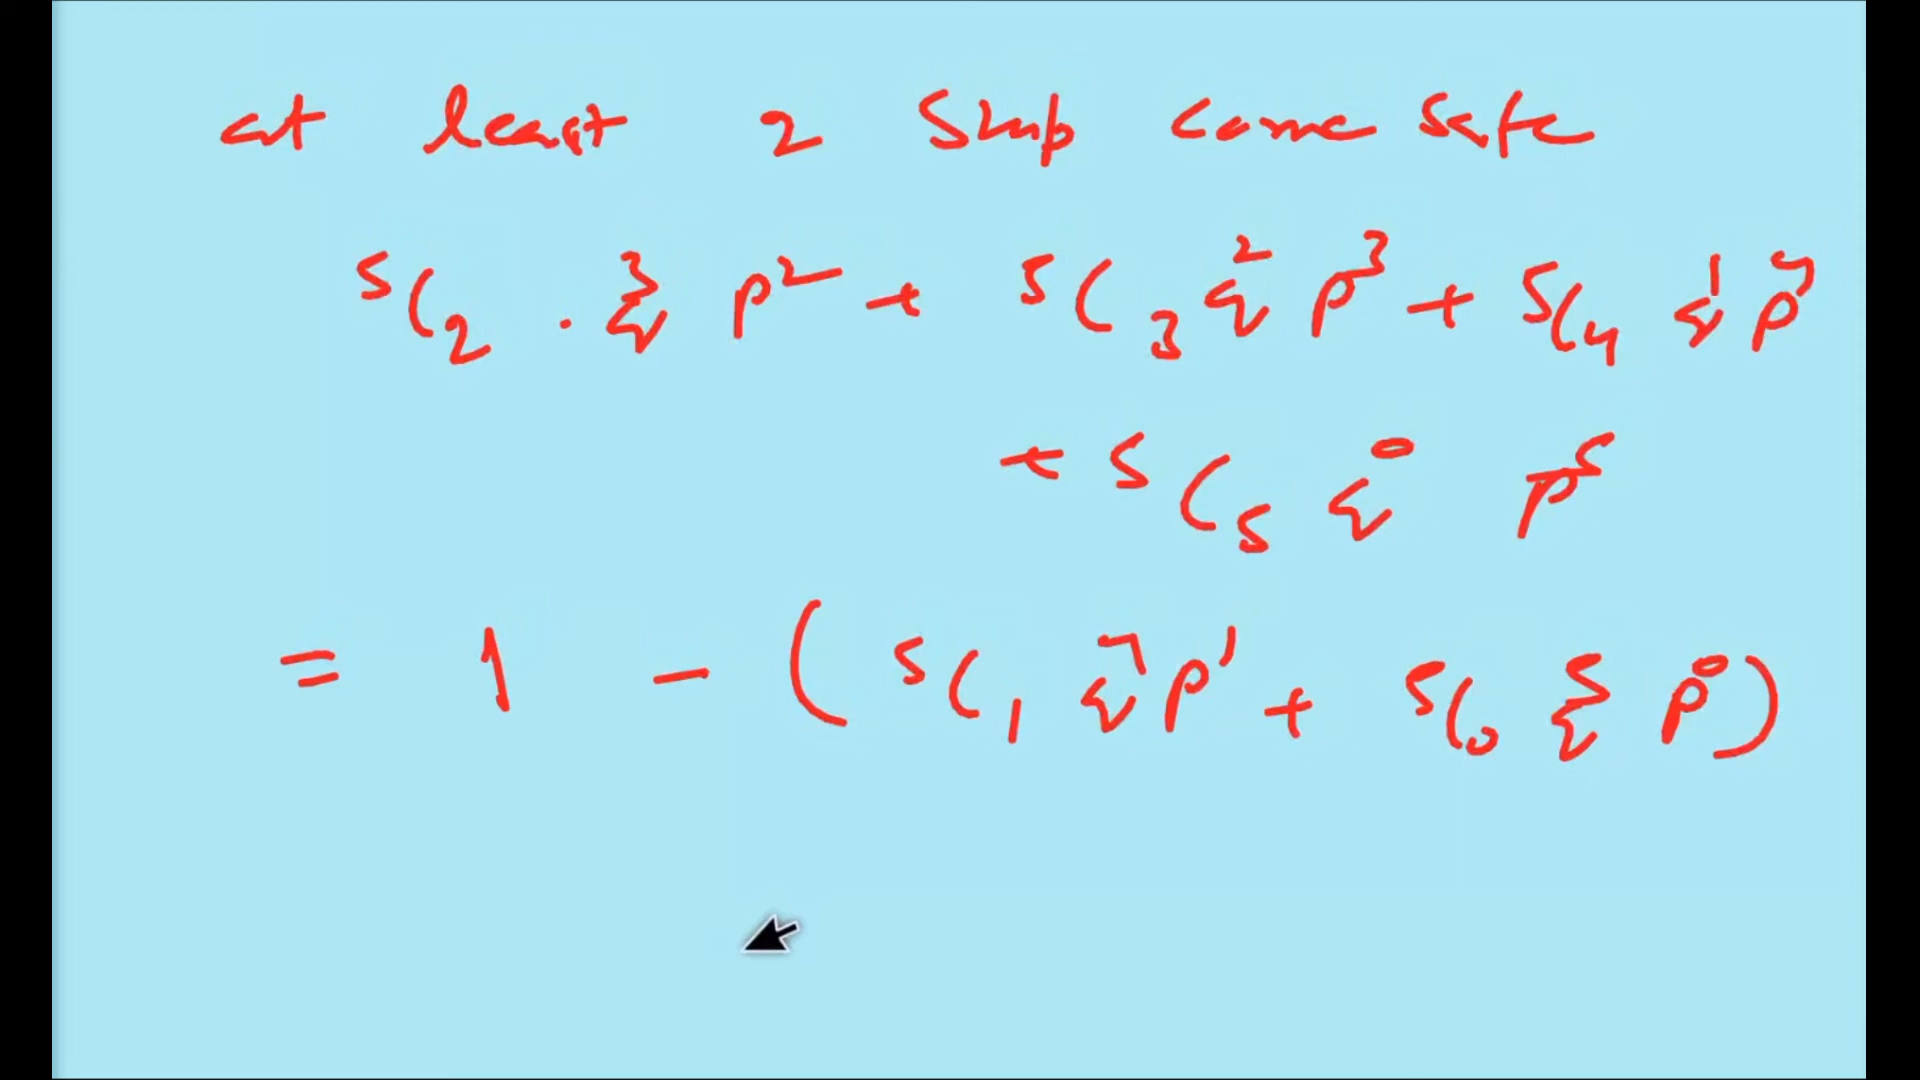 at least 2 Ship come safe
⁵C₂ . q³ p² + ⁵C₃ q² p³ + ⁵C₄ q¹ p⁴
+ ⁵C₅ q⁰ p⁵
= 1 - ( ⁵C₁ q⁴ p¹ + ⁵C₀ q⁵ p⁰ )